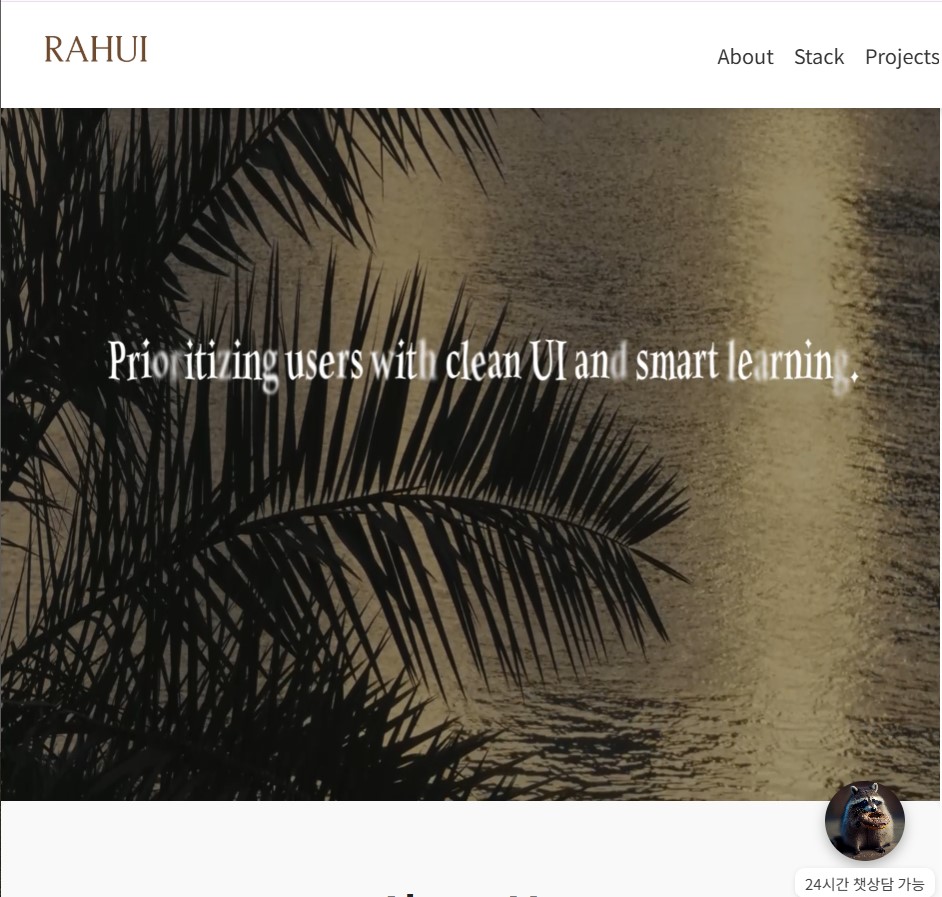 RAHUI
About Stack Projects
Prioritizing users with clean UI and smart learning.
24시간 챗상담 가능